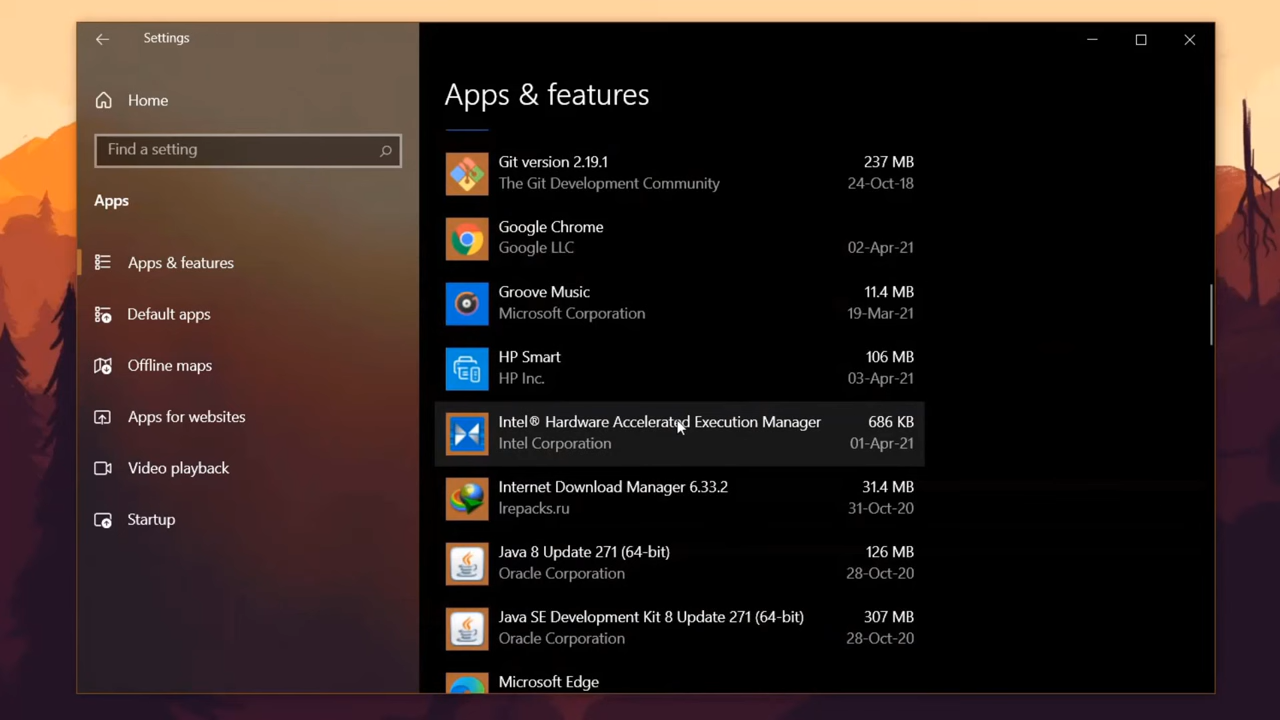 Settings
Home
Find a setting
Apps
Apps & features
Default apps
Offline maps
Apps for websites
Video playback
Startup
Apps & features
Git version 2.19.1 237 MB
The Git Development Community 24-Oct-18
Google Chrome
Google LLC 02-Apr-21
Groove Music 11.4 MB
Microsoft Corporation 19-Mar-21
HP Smart 106 MB
HP Inc. 03-Apr-21
Intel® Hardware Accelerated Execution Manager 686 KB
Intel Corporation 01-Apr-21
Internet Download Manager 6.33.2 31.4 MB
lrepacks.ru 31-Oct-20
Java 8 Update 271 (64-bit) 126 MB
Oracle Corporation 28-Oct-20
Java SE Development Kit 8 Update 271 (64-bit) 307 MB
Oracle Corporation 28-Oct-20
Microsoft Edge